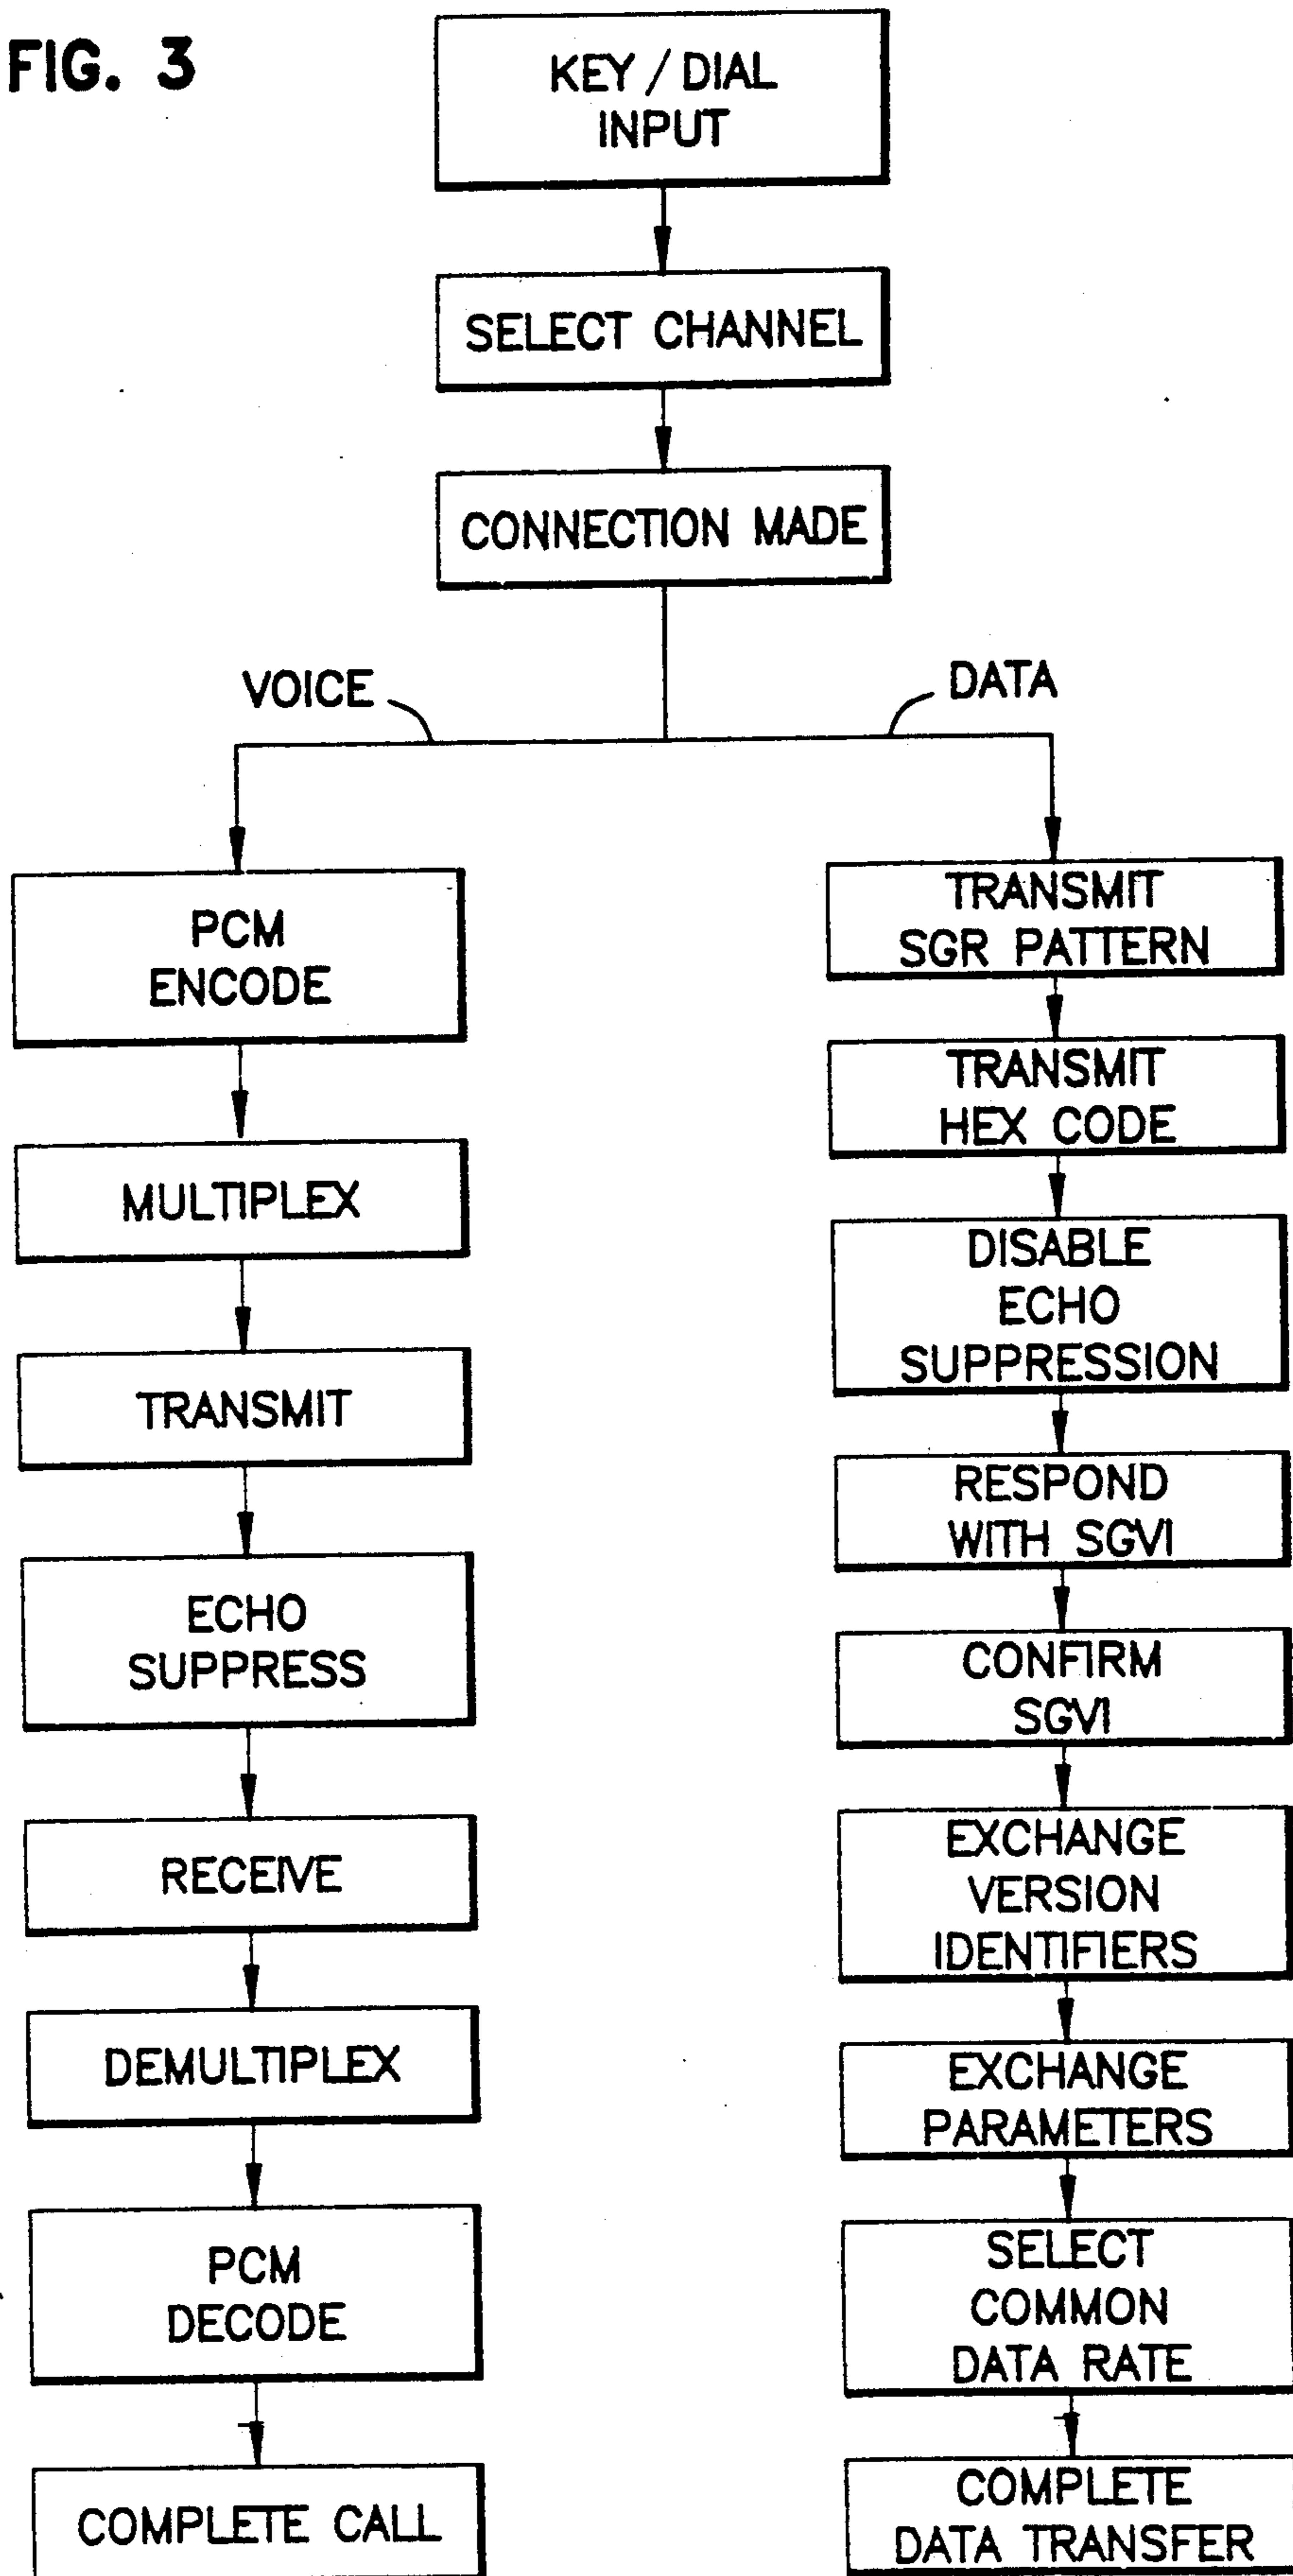 FIG. 3
KEY / DIAL
INPUT
SELECT CHANNEL
CONNECTION MADE
VOICE
DATA
PCM
ENCODE
MULTIPLEX
TRANSMIT
ECHO
SUPPRESS
RECEIVE
DEMULTIPLEX
PCM
DECODE
COMPLETE CALL
TRANSMIT
SGR PATTERN
TRANSMIT
HEX CODE
DISABLE
ECHO
SUPPRESSION
RESPOND
WITH SGVI
CONFIRM
SGVI
EXCHANGE
VERSION
IDENTIFIERS
EXCHANGE
PARAMETERS
SELECT
COMMON
DATA RATE
COMPLETE
DATA TRANSFER